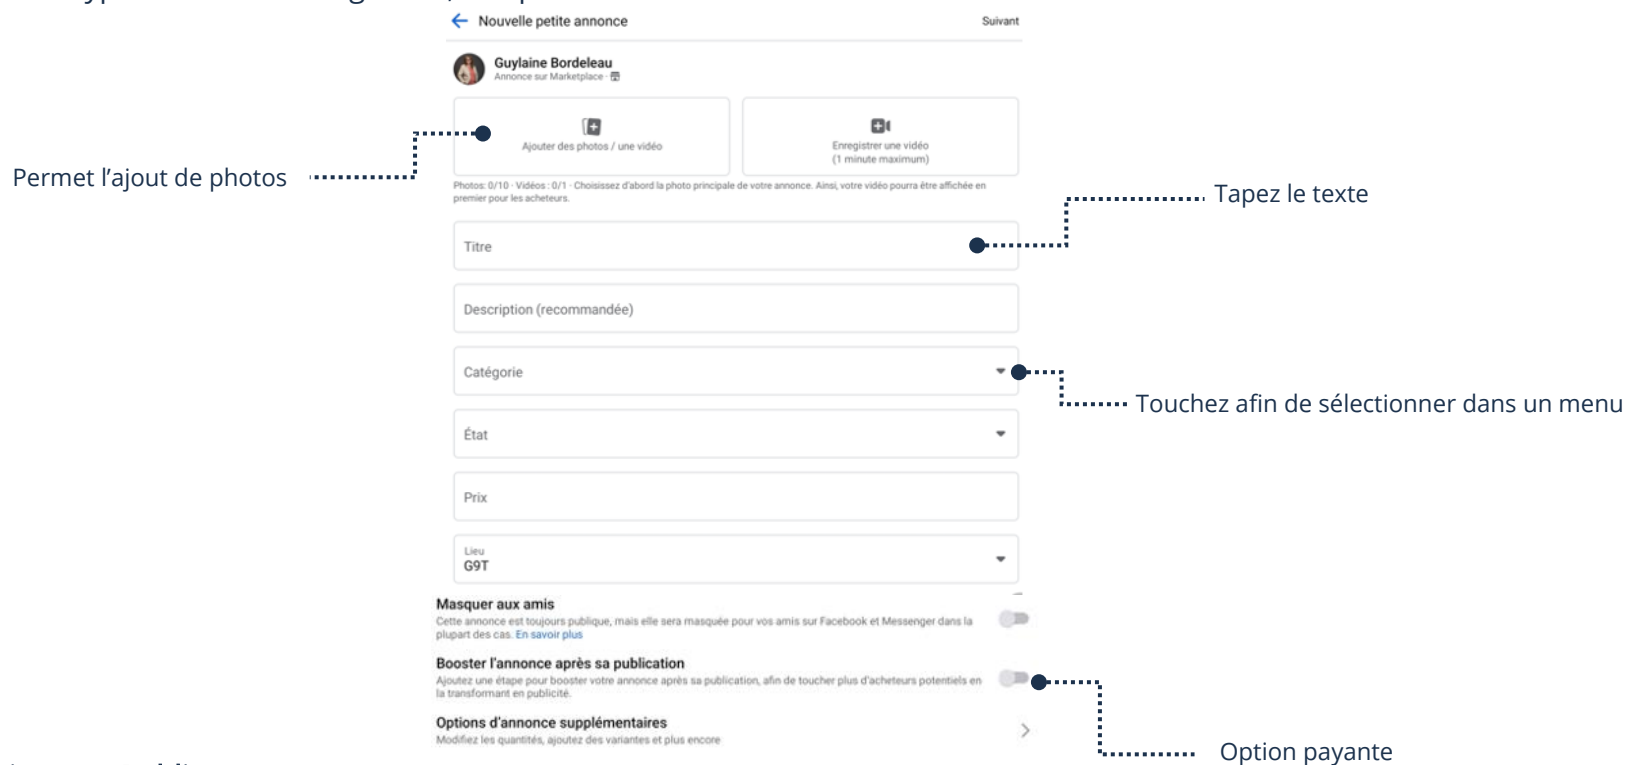 Nouvelle petite annonce
Suivant
Guylaine Bordeleau
Annonce sur Marketplace ·
Ajouter des photos / une vidéo
Enregistrer une vidéo
(1 minute maximum)
Permet l’ajout de photos
Photos: 0/10 · Vidéos : 0/1 · Choisissez d'abord la photo principale de votre annonce. Ainsi, votre vidéo pourra être affichée en
premier pour les acheteurs.
Tapez le texte
Titre
Description (recommandée)
Catégorie
Touchez afin de sélectionner dans un menu
État
Prix
Lieu
G9T
Masquer aux amis
Cette annonce est toujours publique, mais elle sera masquée pour vos amis sur Facebook et Messenger dans la
plupart des cas. En savoir plus
Booster l'annonce après sa publication
Ajoutez une étape pour booster votre annonce après sa publication, afin de toucher plus d'acheteurs potentiels en
la transformant en publicité.
Options d'annonce supplémentaires
Modifiez les quantités, ajoutez des variantes et plus encore
Option payante